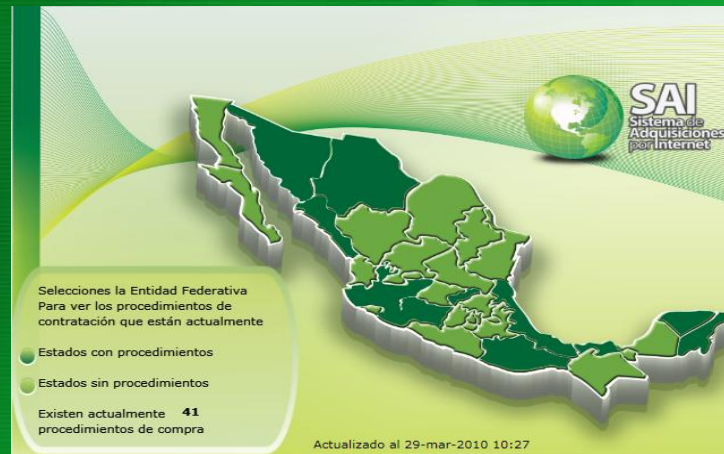 SAI
Sistema de
Adquisiciones
por Internet
Selecciones la Entidad Federativa
Para ver los procedimientos de
contratación que están actualmente
Estados con procedimientos
Estados sin procedimientos
Existen actualmente 41
procedimientos de compra
Actualizado al 29-mar-2010 10:27